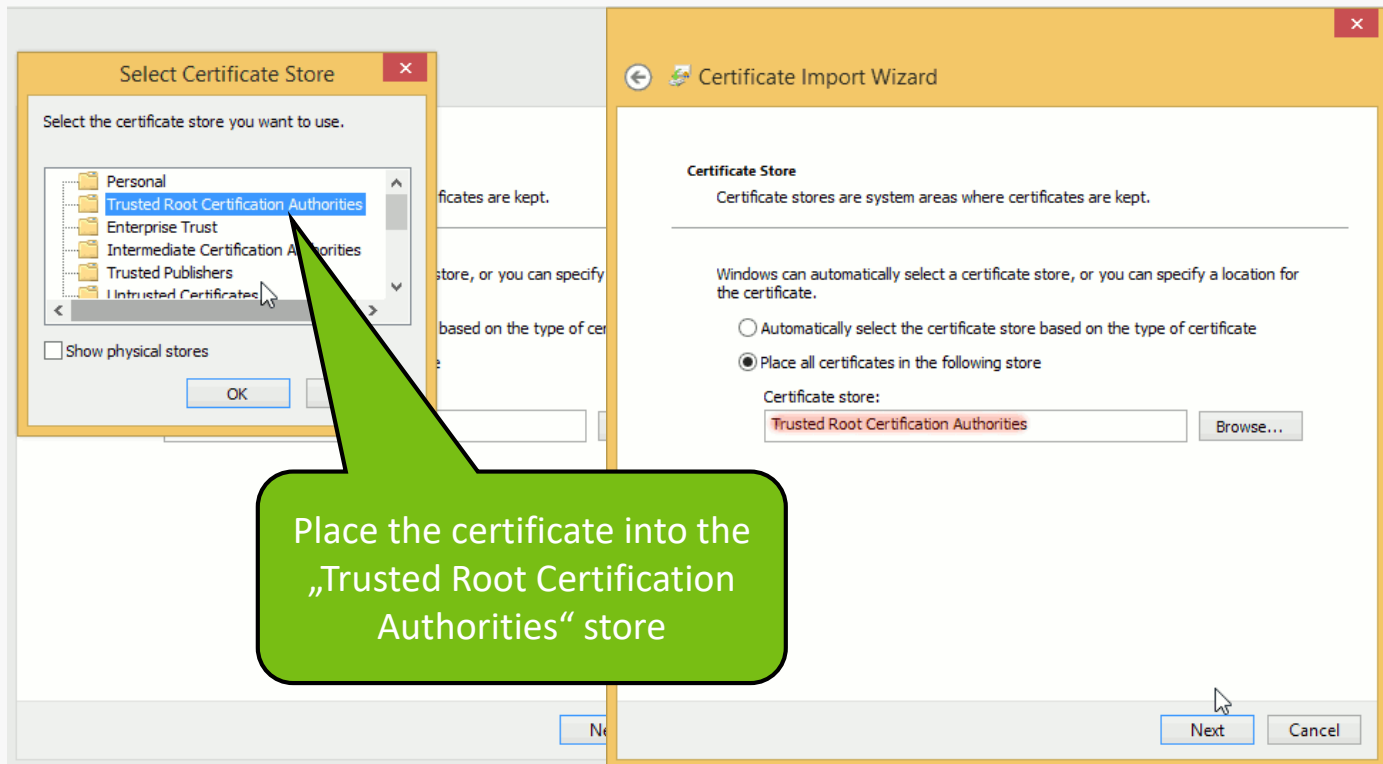 Select Certificate Store
Select the certificate store you want to use.
Personal
Trusted Root Certification Authorities
Enterprise Trust
Intermediate Certification A horities
Trusted Publishers
Untrusted Certificates
Show physical stores
OK
ficates are kept.
store, or you can specify
based on the type of cer
Ne
Place the certificate into the
„Trusted Root Certification
Authorities“ store
Certificate Import Wizard
Certificate Store
Certificate stores are system areas where certificates are kept.
Windows can automatically select a certificate store, or you can specify a location for
the certificate.
Automatically select the certificate store based on the type of certificate
Place all certificates in the following store
Certificate store:
Trusted Root Certification Authorities
Browse...
Next
Cancel